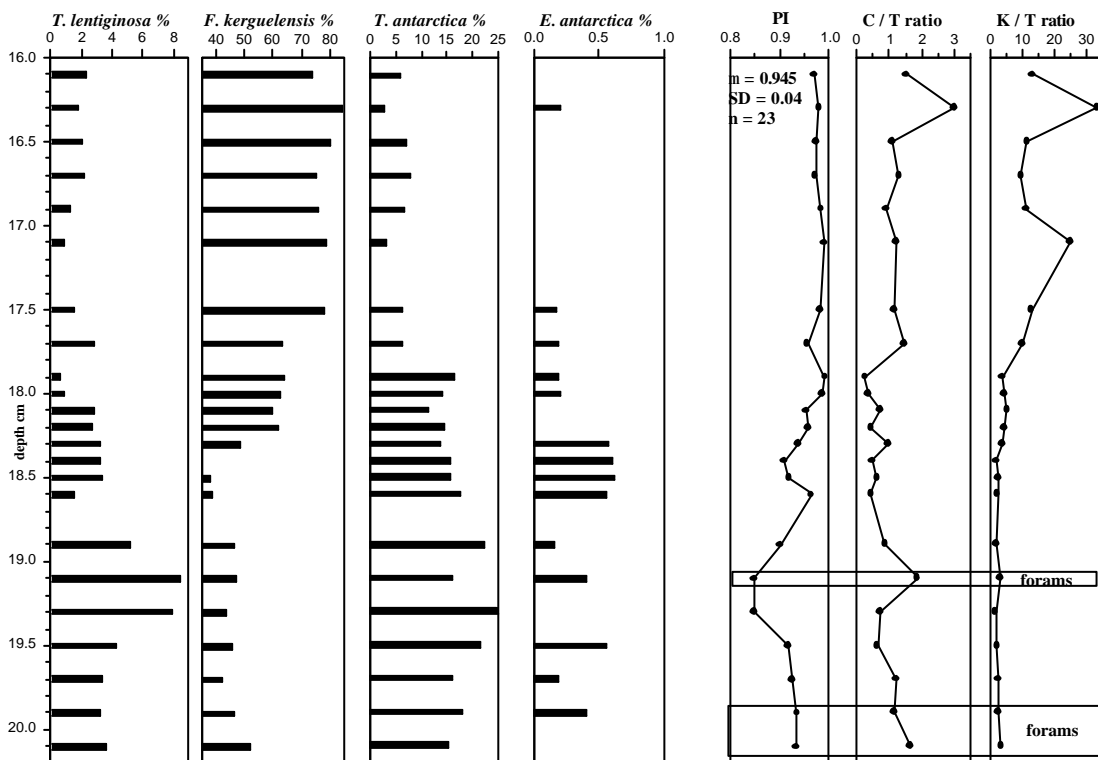 T. lentiginosa % F. kerguelensis % T. antarctica % E. antarctica % PI C / T ratio K / T ratio
0 2 4 6 8 40 50 60 70 80 0 5 10 15 20 25 0.0 0.5 1.0 0.8 0.9 1.0 0 1 2 3 0 10 20 30
16.0
m = 0.945
SD = 0.04
n = 23
16.5
17.0
17.5
18.0
depth cm
18.5
19.0
forams
19.5
20.0
forams